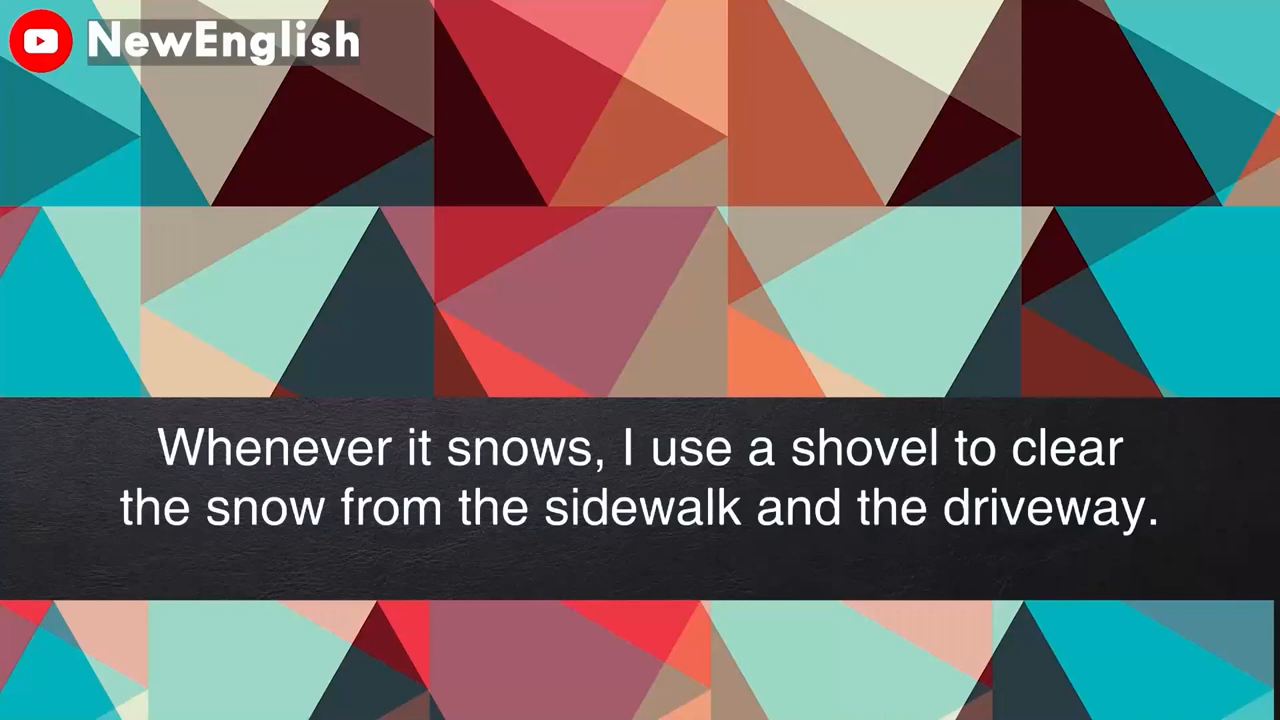 NewEnglish
Whenever it snows, I use a shovel to clear
the snow from the sidewalk and the driveway.